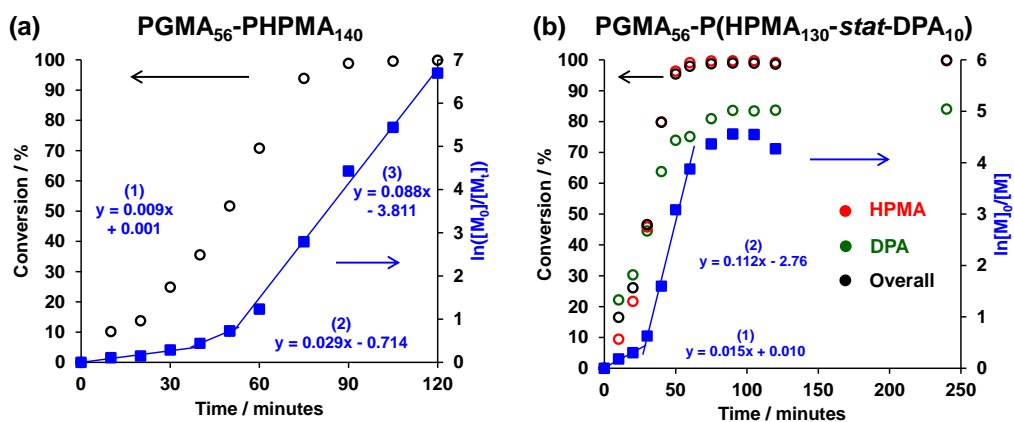 (a) PGMA56-PHPMA140
100
90
80
70
60
50
40
30
20
10
0
Conversion / %
7
6
5
4
3
2
1
0
ln([M0]/[Mt])
(1)
y = 0.009x
+ 0.001
(3)
y = 0.088x
- 3.811
(2)
y = 0.029x - 0.714
0 30 60 90 120
Time / minutes
(b) PGMA56-P(HPMA130-stat-DPA10)
100
90
80
70
60
50
40
30
20
10
0
Conversion / %
6
5
4
3
2
1
0
ln[M]0/[M]
HPMA
DPA
Overall
(2)
y = 0.112x - 2.76
(1)
y = 0.015x + 0.010
0 50 100 150 200 250
Time / minutes